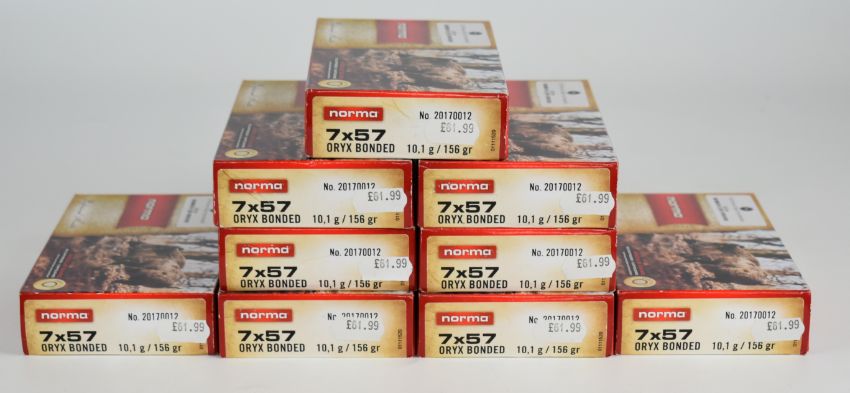 norma
No. 20170012
£61.99
7x57
ORYX BONDED 10,1 g / 156 gr
01111520
norma
No. 20170012
£61.99
7x57
ORYX BONDED 10,1 g / 156 gr
norma
No. 20170012
£61.99
7x57
ORYX BONDED 10,1 g / 156 gr
norma
No. 20170012
£61.99
7x57
ORYX BONDED 10,1 g / 156 gr
norma
No. 20170012
£61.99
7x57
ORYX BONDED 10,1 g / 156 gr
norma
No. 20170012
£61.99
7x57
ORYX BONDED 10,1 g / 156 gr
norma
20170012
£61.99
7x57
ORYX BONDED 10,1 g / 156 gr
norma
20170012
£61.99
7x57
ORYX BONDED 10,1 g / 156 gr
norma
No. 20170012
£61.99
7x57
ORYX BONDED 10,1 g / 156 gr